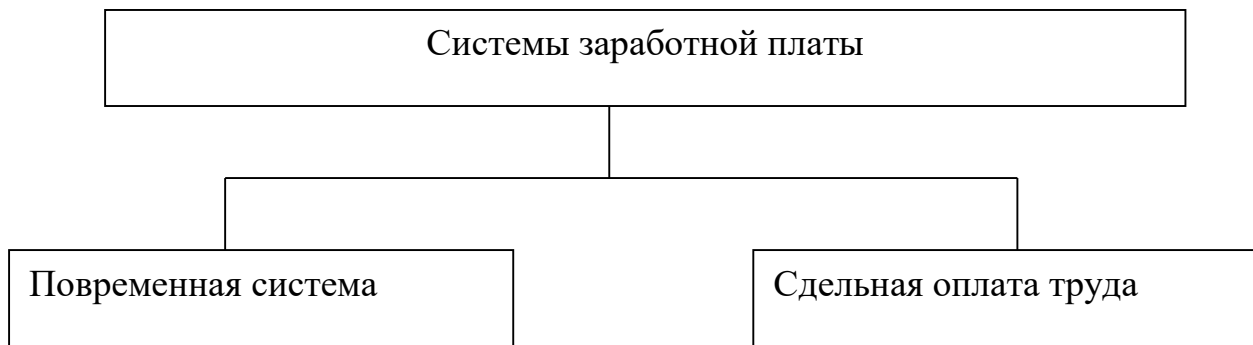 Системы заработной платы
Повременная система
Сдельная оплата труда